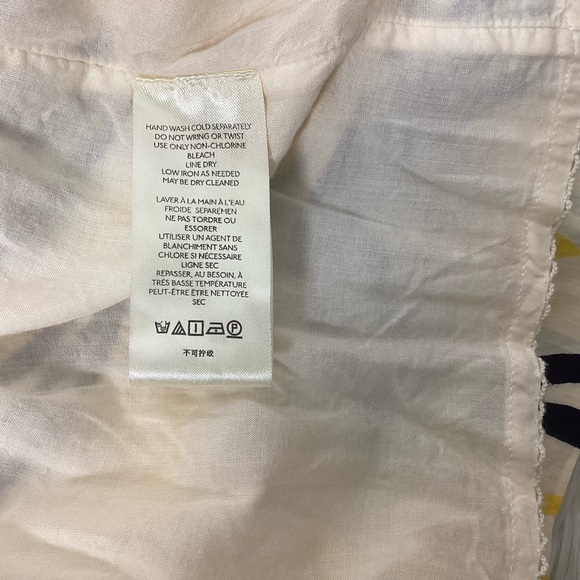 HAND WASH COLD SEPARATELY
DO NOT WRING OR TWIST
USE ONLY NON-CHLORINE
BLEACH
LINE DRY
LOW IRON AS NEEDED
MAY BE DRY CLEANED
LAVER À LA MAIN À L'EAU
FROIDE SEPAREMEN
NE PAS TORDRE OU
ESSORER
UTILISER UN AGENT DE
BLANCHIMENT SANS
CHLORE SI NÉCESSAIRE
LIGNE SEC
REPASSER, AU BESOIN, À
TRÈS BASSE TEMPÉRATURE
PEUT-ÊTRE ÊTRE NETTOYÉE
SEC
P
不可拧绞